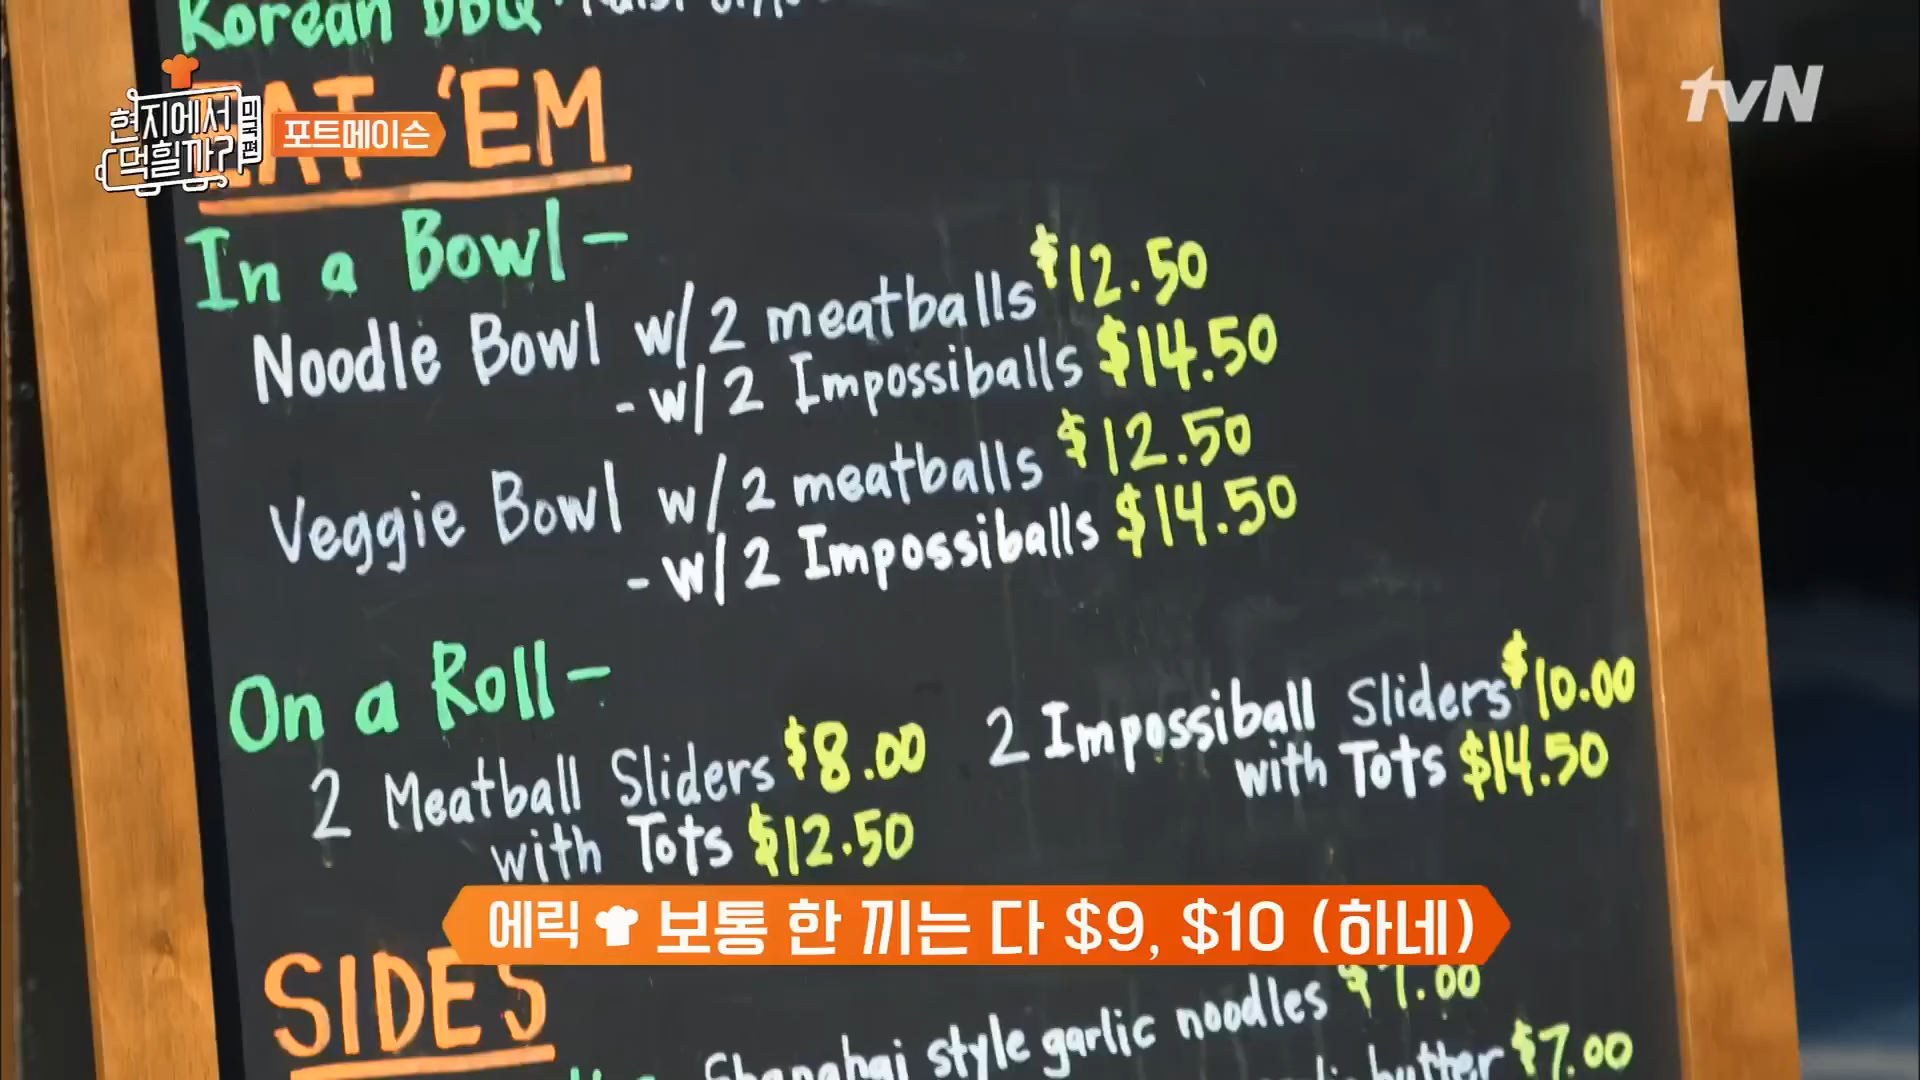 Korean BBQ
EAT 'EM
현지에서 먹힐까?
미국편
포트메이슨
tvN
In a Bowl -
Noodle Bowl w/2 meatballs $12.50
- w/2 Impossiballs $14.50
Veggie Bowl w/2 meatballs $12.50
- w/2 Impossiballs $14.50
On a Roll -
2 Meatball Sliders $8.00
with Tots $12.50
2 Impossiball Sliders $10.00
with Tots $14.50
에릭 보통 한 끼는 다 $9, $10 (하네)
SIDES
Shanghai style garlic noodles $7.00
butter $7.00